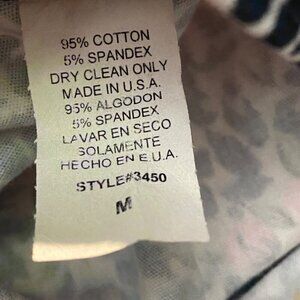 95% COTTON
5% SPANDEX
DRY CLEAN ONLY
MADE IN U.S.A.
95% ALGODON
5% SPANDEX
LAVAR EN SECO
SOLAMENTE
HECHO EN E.U.A.
STYLE#3450
M